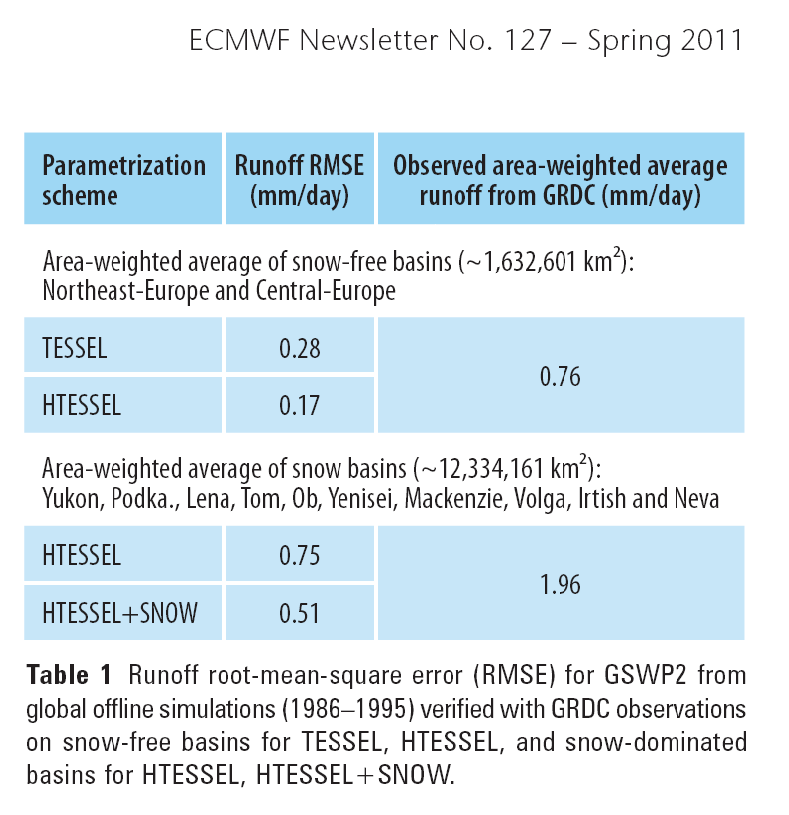 ECMWF Newsletter No. 127 – Spring 2011
Parametrization scheme
Runoff RMSE (mm/day)
Observed area-weighted average runoff from GRDC (mm/day)
Area-weighted average of snow-free basins (~1,632,601 km²):
Northeast-Europe and Central-Europe
TESSEL 0.28
0.76
HTESSEL 0.17
Area-weighted average of snow basins (~12,334,161 km²):
Yukon, Podka., Lena, Tom, Ob, Yenisei, Mackenzie, Volga, Irtish and Neva
HTESSEL 0.75
1.96
HTESSEL+SNOW 0.51
Table 1 Runoff root-mean-square error (RMSE) for GSWP2 from
global offline simulations (1986–1995) verified with GRDC observations
on snow-free basins for TESSEL, HTESSEL, and snow-dominated
basins for HTESSEL, HTESSEL+SNOW.